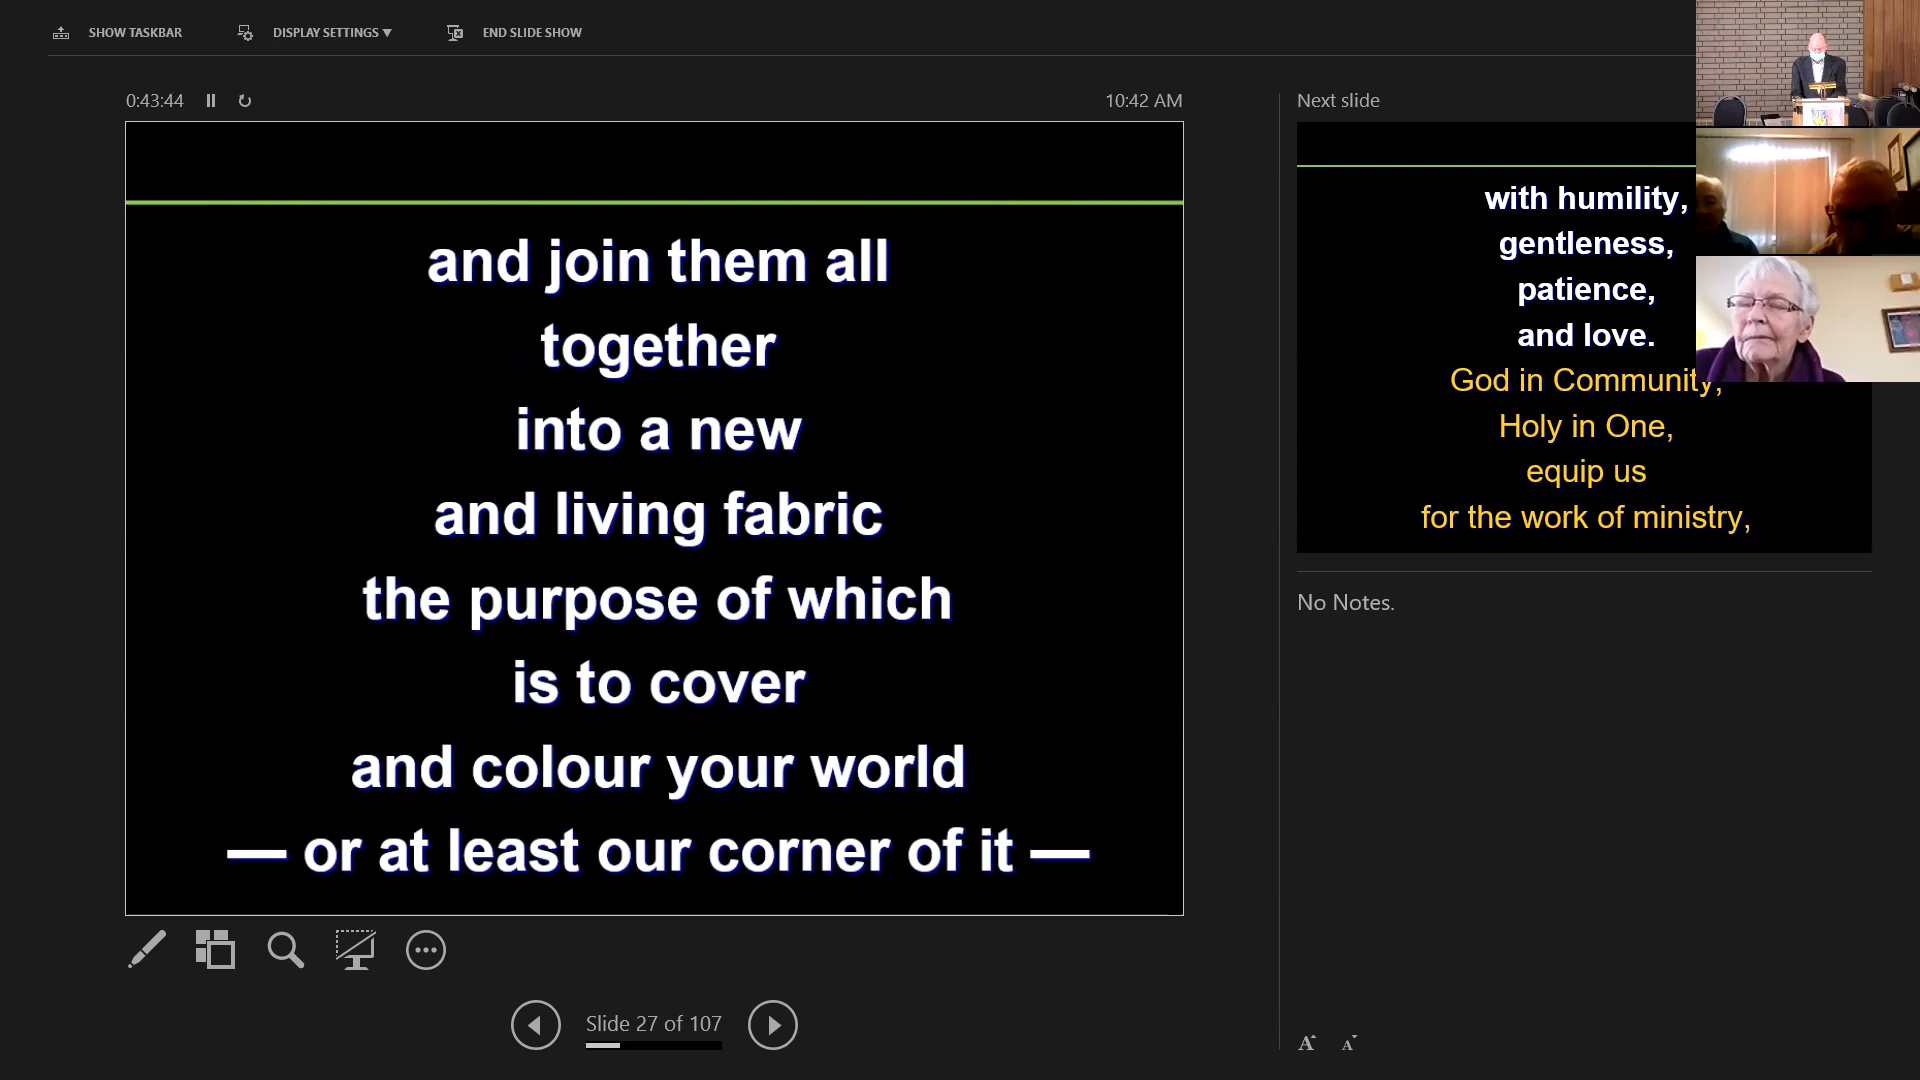 SHOW TASKBAR
DISPLAY SETTINGS ▼
END SLIDE SHOW
0:43:44
10:42 AM
and join them all
together
into a new
and living fabric
the purpose of which
is to cover
and colour your world
— or at least our corner of it —
Slide 27 of 107
Next slide
with humility,
gentleness,
patience,
and love.
God in Community,
Holy in One,
equip us
for the work of ministry,
No Notes.
A A